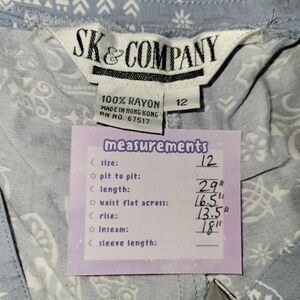 SK & COMPANY
100% RAYON
MADE IN HONG KONG
RN NO. 67517
12
measurements
size: 12
pit to pit:
length: 29"
waist flat across: 16.5"
rise: 13.5"
inseam: 18"
sleeve length: